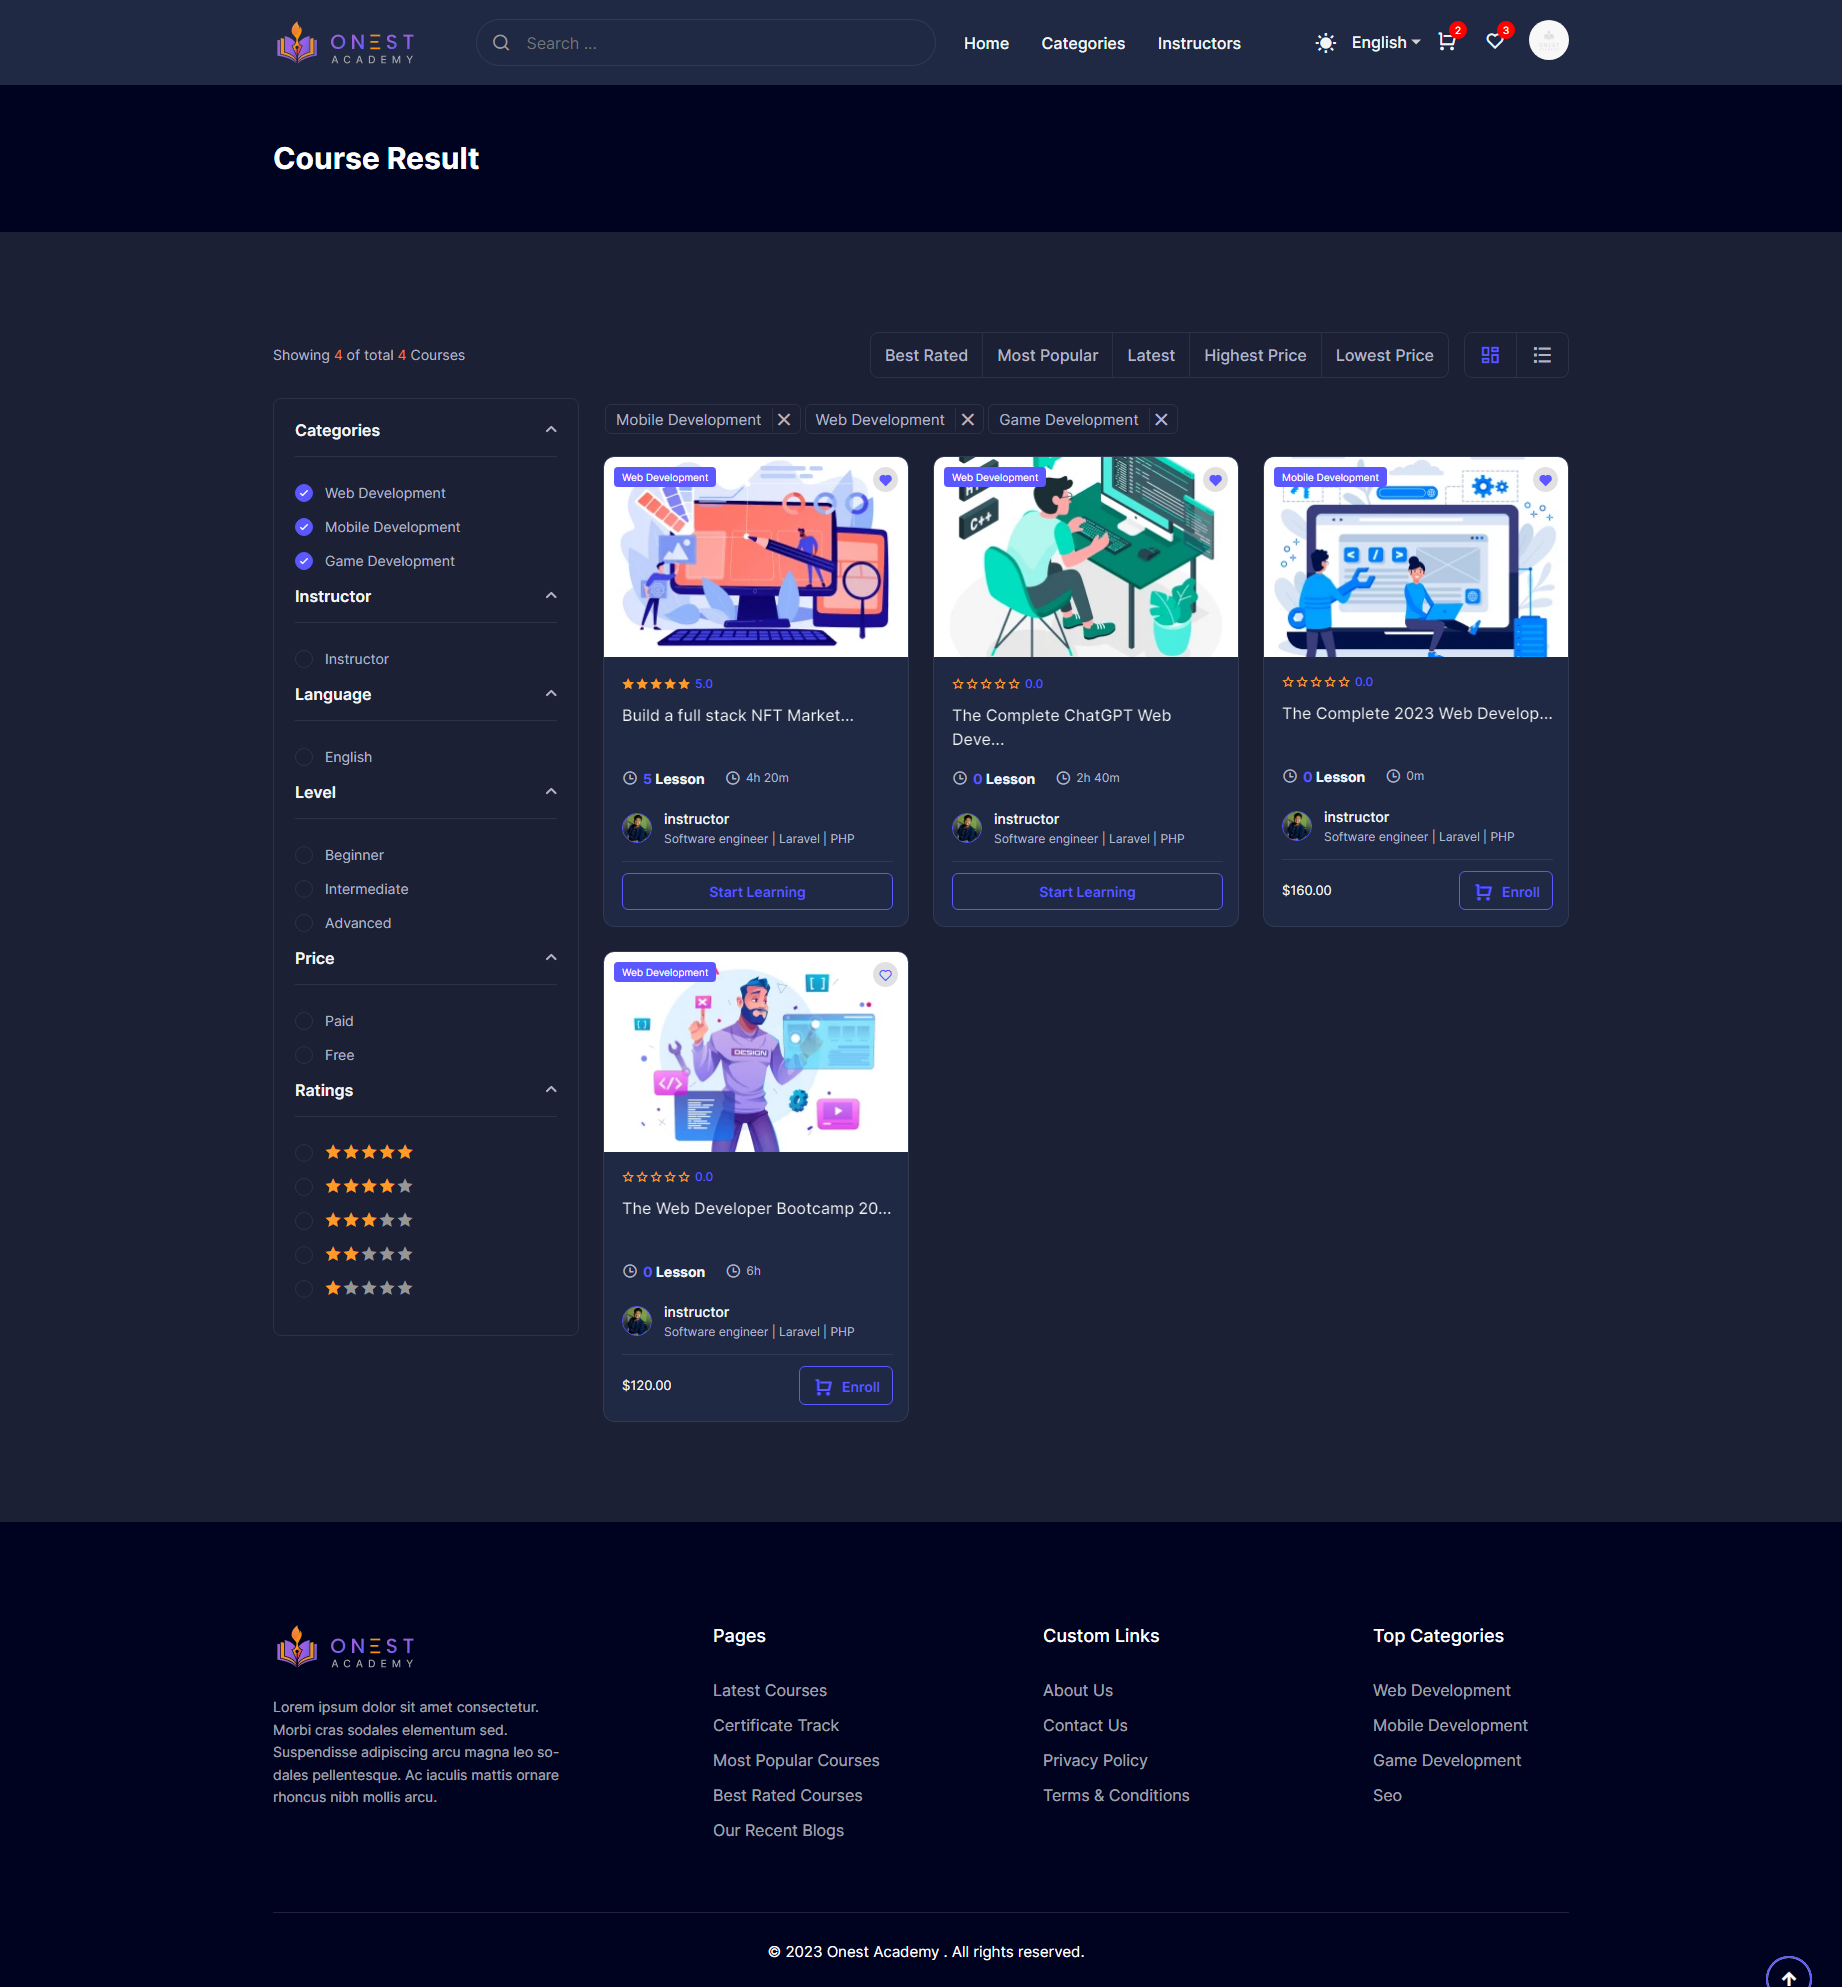 ONEST
ACADEMY
Search ...
Home
Categories
Instructors
English
2
3
Course Result
Showing 4 of total 4 Courses
Best Rated
Most Popular
Latest
Highest Price
Lowest Price
Categories
Web Development
Mobile Development
Game Development
Instructor
Instructor
Language
English
Level
Beginner
Intermediate
Advanced
Price
Paid
Free
Ratings
Mobile Development
Web Development
Game Development
Web Development
5.0
Build a full stack NFT Market...
5 Lesson
4h 20m
instructor
Software engineer | Laravel | PHP
Start Learning
Web Development
C++
0.0
The Complete ChatGPT Web
Deve...
0 Lesson
2h 40m
instructor
Software engineer | Laravel | PHP
Start Learning
Mobile Development
< / >
0.0
The Complete 2023 Web Develop...
0 Lesson
0m
instructor
Software engineer | Laravel | PHP
$160.00
Enroll
Web Development
[ ]
DESIGN
</>
0.0
The Web Developer Bootcamp 20...
0 Lesson
6h
instructor
Software engineer | Laravel | PHP
$120.00
Enroll
ONEST
ACADEMY
Lorem ipsum dolor sit amet consectetur.
Morbi cras sodales elementum sed.
Suspendisse adipiscing arcu magna leo so-
dales pellentesque. Ac iaculis mattis ornare
rhoncus nibh mollis arcu.
Pages
Latest Courses
Certificate Track
Most Popular Courses
Best Rated Courses
Our Recent Blogs
Custom Links
About Us
Contact Us
Privacy Policy
Terms & Conditions
Top Categories
Web Development
Mobile Development
Game Development
Seo
© 2023 Onest Academy . All rights reserved.